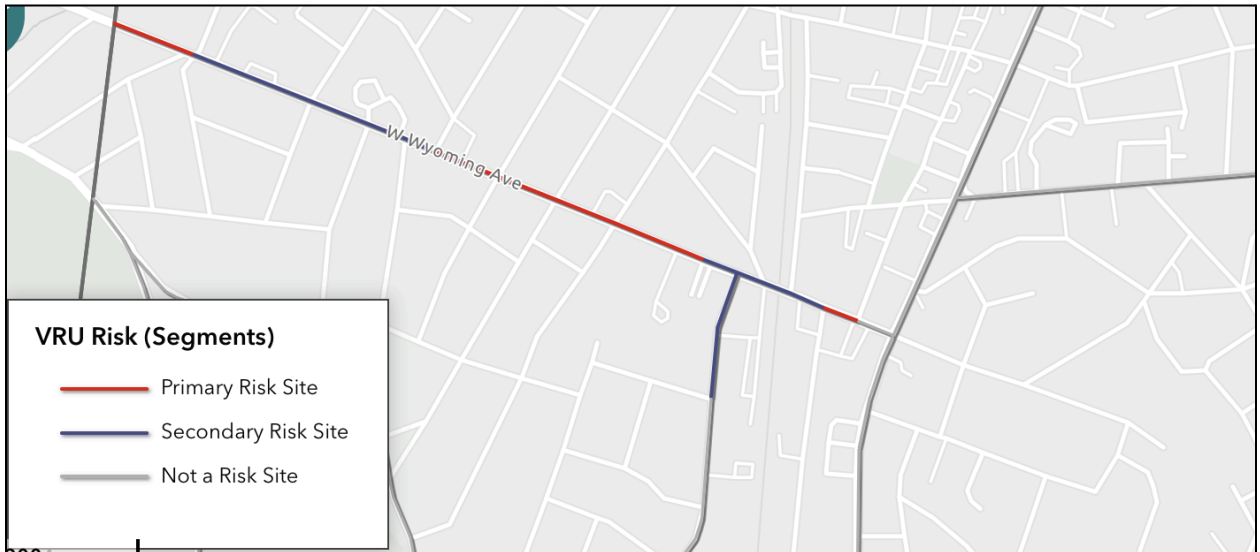 W Wyoming Ave
VRU Risk (Segments)
Primary Risk Site
Secondary Risk Site
Not a Risk Site